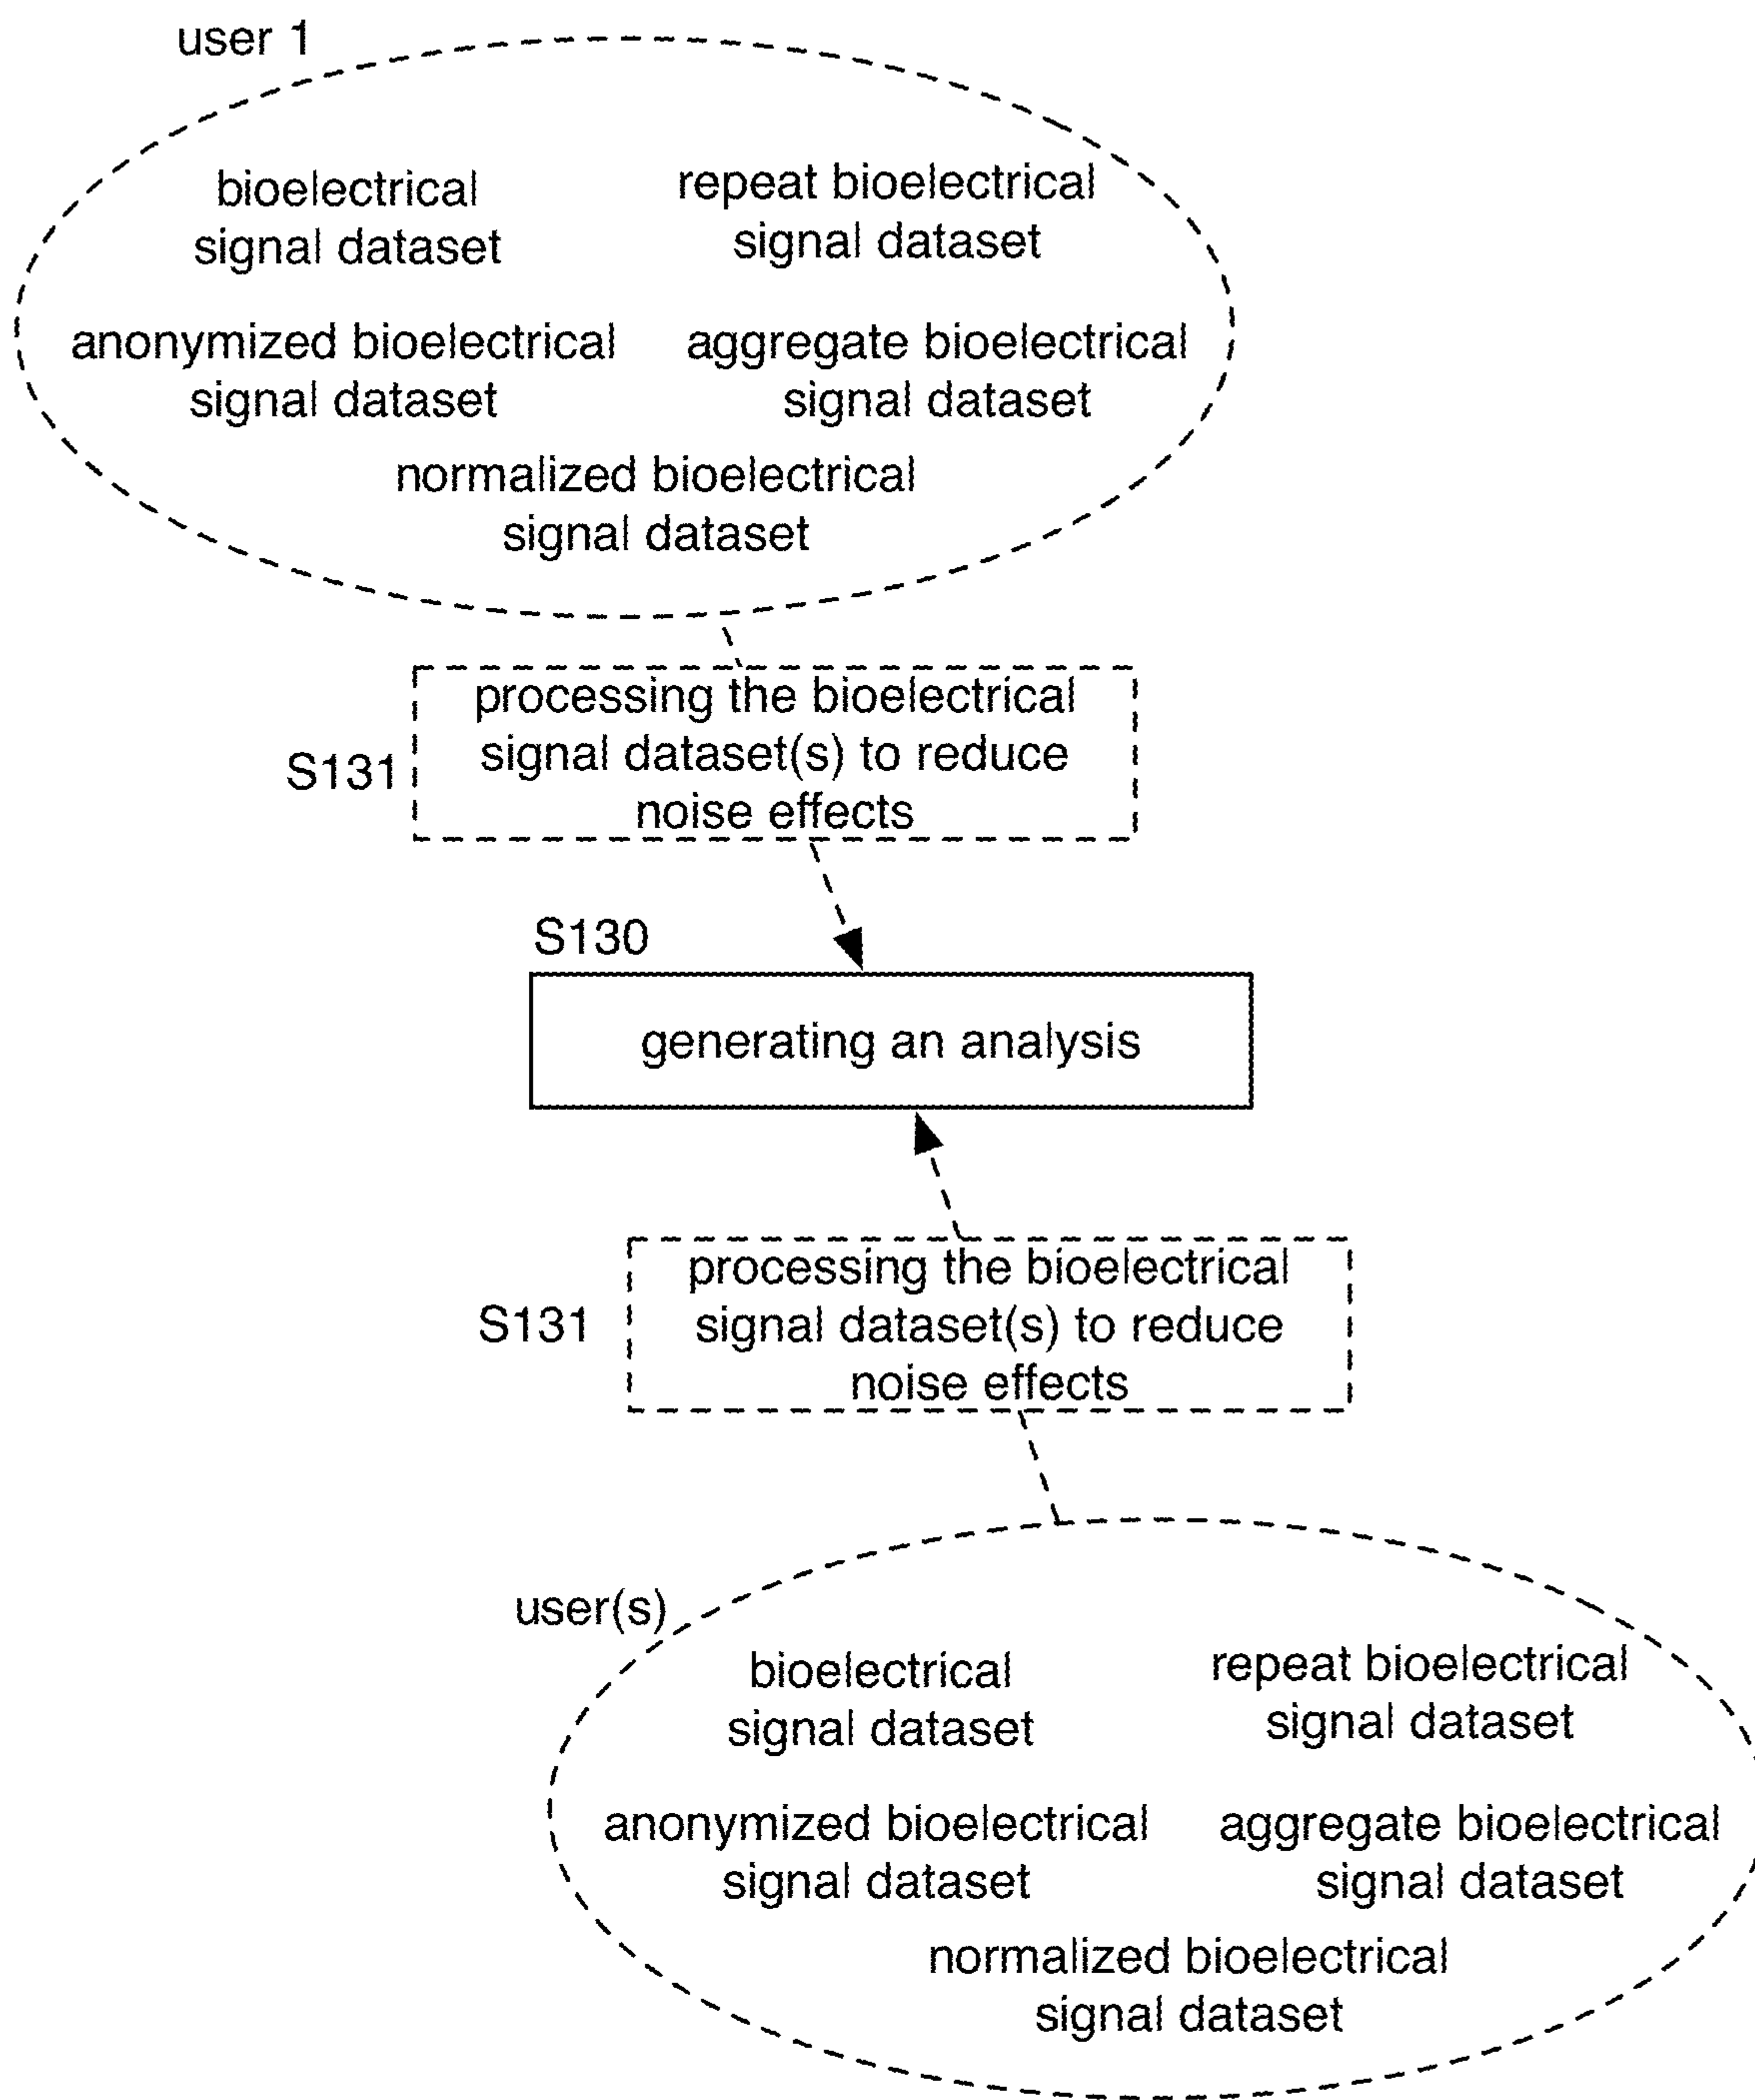 user 1
bioelectrical
signal dataset
repeat bioelectrical
signal dataset
anonymized bioelectrical
signal dataset
aggregate bioelectrical
signal dataset
normalized bioelectrical
signal dataset
S131
processing the bioelectrical
signal dataset(s) to reduce
noise effects
S130
generating an analysis
S131
processing the bioelectrical
signal dataset(s) to reduce
noise effects
user(s)
bioelectrical
signal dataset
repeat bioelectrical
signal dataset
anonymized bioelectrical
signal dataset
aggregate bioelectrical
signal dataset
normalized bioelectrical
signal dataset